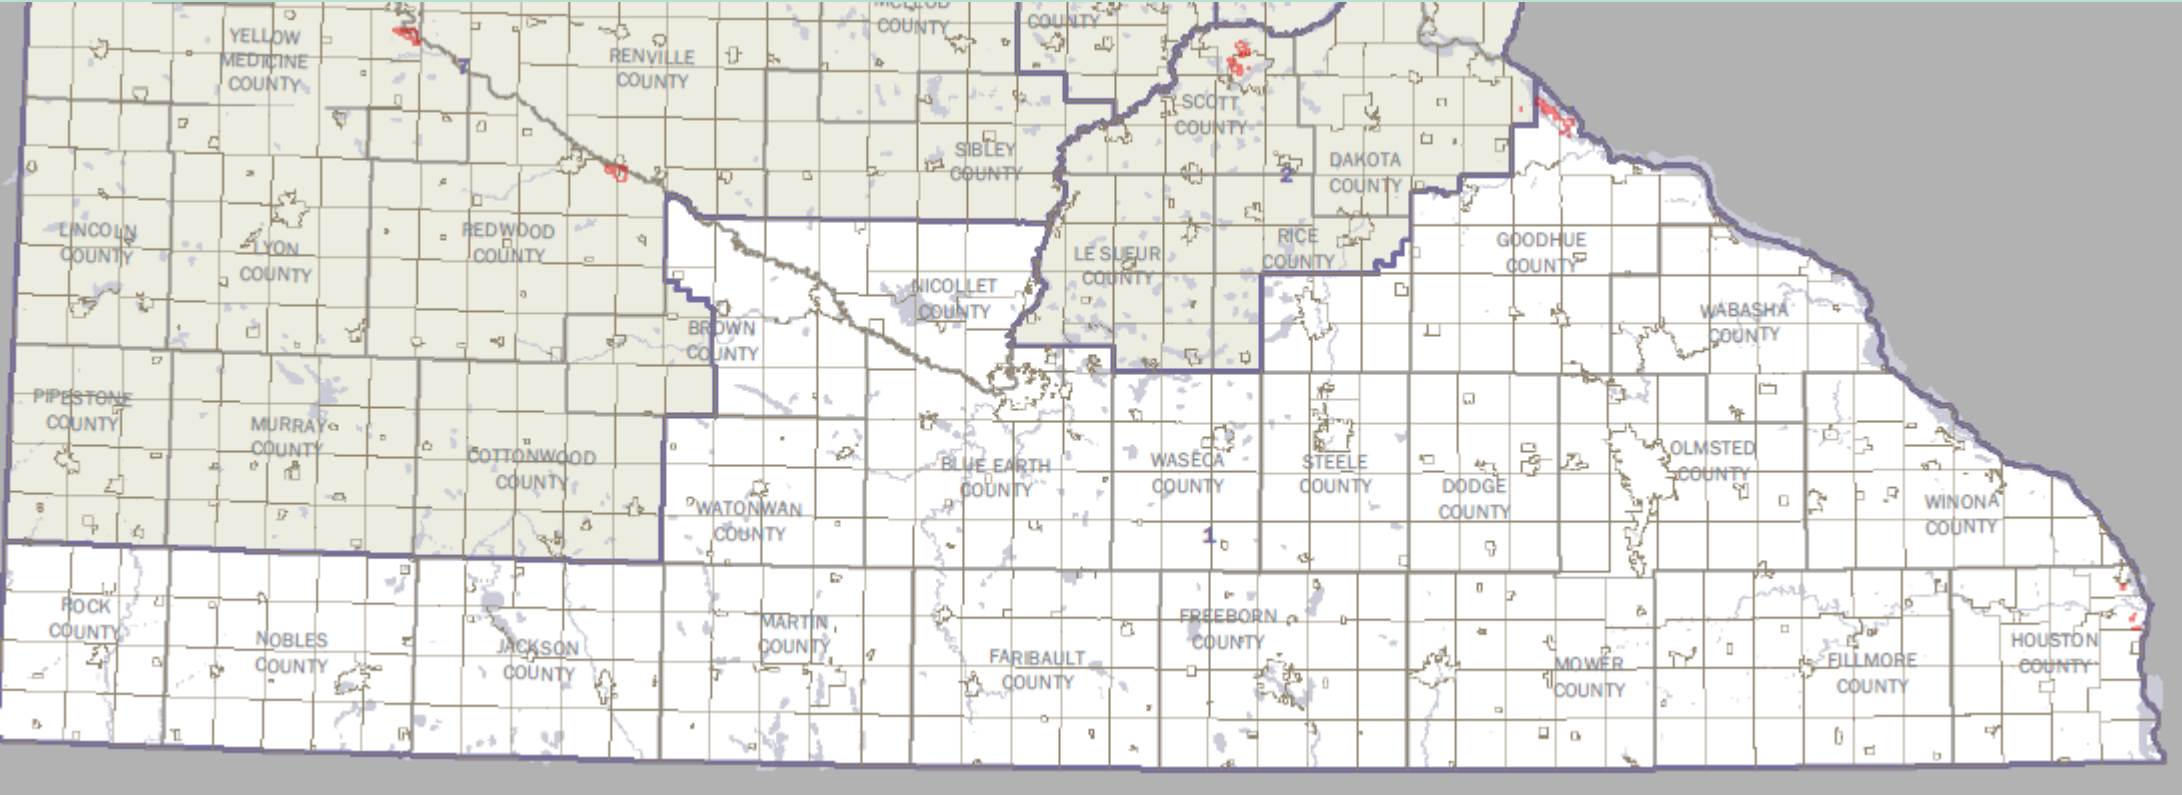 YELLOW
MEDICINE
COUNTY
7
RENVILLE
COUNTY
MCLEOD
COUNTY
COUNTY
SCOTT
COUNTY
SIBLEY
COUNTY
DAKOTA
COUNTY
2
LINCOLN
COUNTY
LYON
COUNTY
REDWOOD
COUNTY
NICOLLET
COUNTY
LE SUEUR
COUNTY
RICE
COUNTY
GOODHUE
COUNTY
WABASHA
COUNTY
BROWN
COUNTY
PIPESTONE
COUNTY
MURRAY
COUNTY
COTTONWOOD
COUNTY
WATONWAN
COUNTY
BLUE EARTH
COUNTY
WASECA
COUNTY
STEELE
COUNTY
DODGE
COUNTY
OLMSTED
COUNTY
WINONA
COUNTY
1
ROCK
COUNTY
NOBLES
COUNTY
JACKSON
COUNTY
MARTIN
COUNTY
FARIBAULT
COUNTY
FREEBORN
COUNTY
MOWER
COUNTY
FILLMORE
COUNTY
HOUSTON
COUNTY